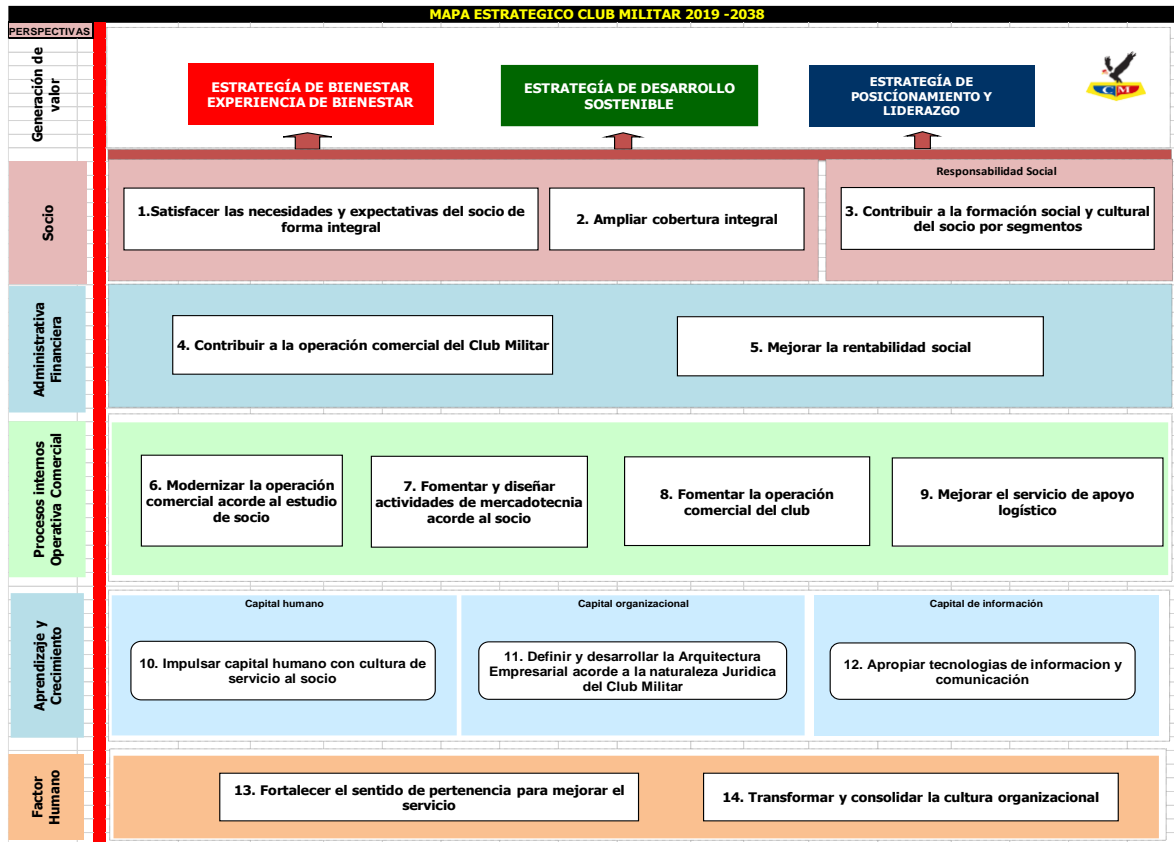 MAPA ESTRATEGICO CLUB MILITAR 2019 -2038
PERSPECTIVAS
Generación de
valor
ESTRATEGÍA DE BIENESTAR
EXPERIENCIA DE BIENESTAR
ESTRATEGÍA DE DESARROLLO
SOSTENIBLE
ESTRATEGÍA DE
POSICÍONAMIENTO Y
LIDERAZGO
CM
Socio
Responsabilidad Social
1.Satisfacer las necesidades y expectativas del socio de
forma integral
2. Ampliar cobertura integral
3. Contribuir a la formación social y cultural
del socio por segmentos
Administrativa
Financiera
4. Contribuir a la operación comercial del Club Militar
5. Mejorar la rentabilidad social
Procesos internos
Operativa Comercial
6. Modernizar la operación
comercial acorde al estudio
de socio
7. Fomentar y diseñar
actividades de mercadotecnia
acorde al socio
8. Fomentar la operación
comercial del club
9. Mejorar el servicio de apoyo
logístico
Aprendizaje y
Crecimiento
Capital humano
Capital organizacional
Capital de información
10. Impulsar capital humano con cultura de
servicio al socio
11. Definir y desarrollar la Arquitectura
Empresarial acorde a la naturaleza Juridica
del Club Militar
12. Apropiar tecnologias de informacion y
comunicación
Factor
Humano
13. Fortalecer el sentido de pertenencia para mejorar el
servicio
14. Transformar y consolidar la cultura organizacional